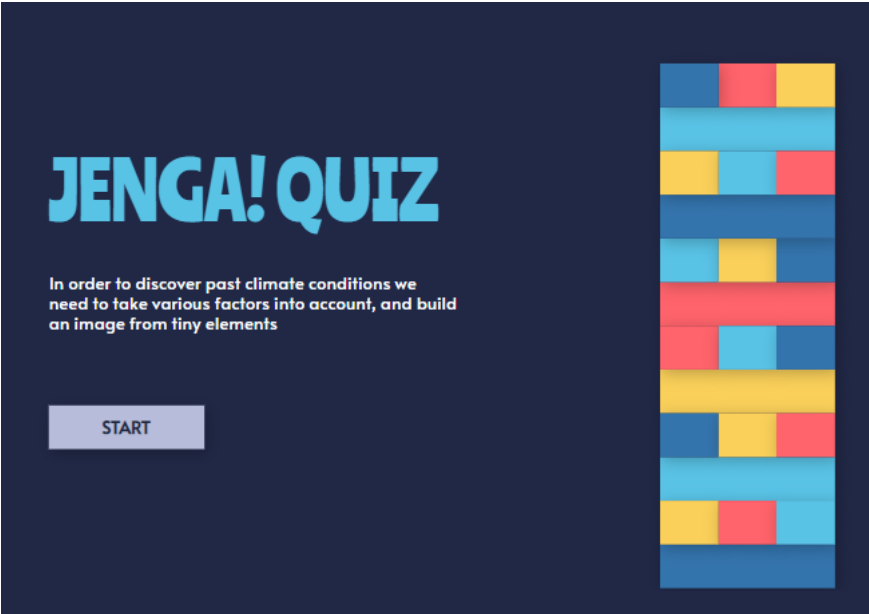 JENGA! QUIZ
In order to discover past climate conditions we
need to take various factors into account, and build
an image from tiny elements
START